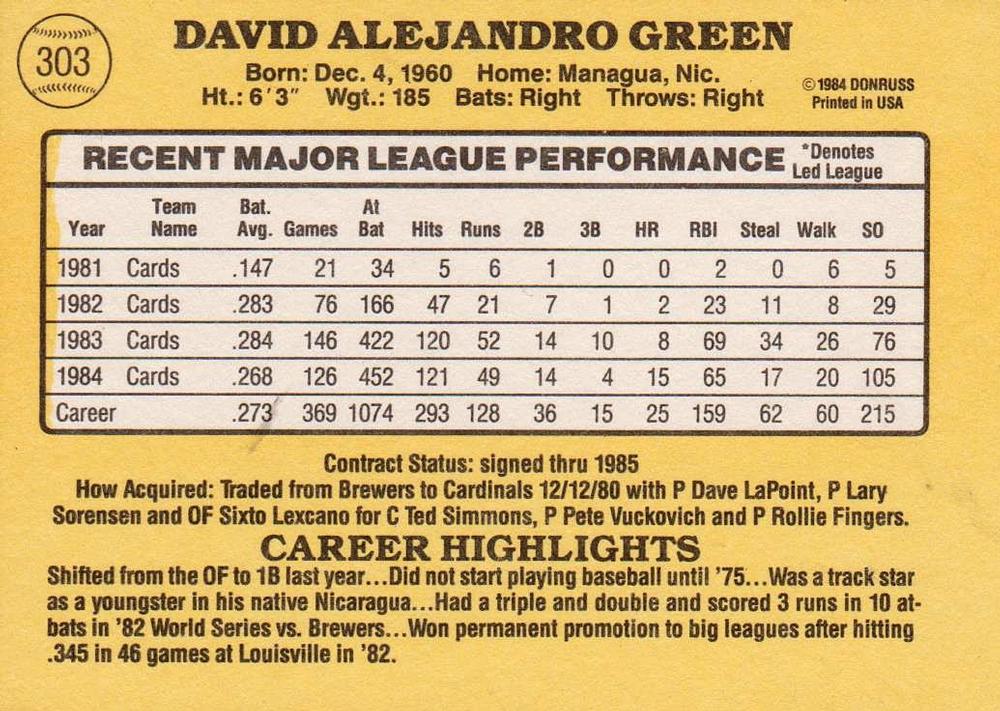 303
DAVID ALEJANDRO GREEN
Born: Dec. 4, 1960 Home: Managua, Nic.
Ht.: 6'3" Wgt.: 185 Bats: Right Throws: Right
©1984 DONRUSS
Printed in USA
RECENT MAJOR LEAGUE PERFORMANCE *Denotes Led League
Year Team Name Bat. Avg. Games At Bat Hits Runs 2B 3B HR RBI Steal Walk SO
1981 Cards .147 21 34 5 6 1 0 0 2 0 6 5
1982 Cards .283 76 166 47 21 7 1 2 23 11 8 29
1983 Cards .284 146 422 120 52 14 10 8 69 34 26 76
1984 Cards .268 126 452 121 49 14 4 15 65 17 20 105
Career .273 369 1074 293 128 36 15 25 159 62 60 215
Contract Status: signed thru 1985
How Acquired: Traded from Brewers to Cardinals 12/12/80 with P Dave LaPoint, P Lary
Sorensen and OF Sixto Lexcano for C Ted Simmons, P Pete Vuckovich and P Rollie Fingers.
CAREER HIGHLIGHTS
Shifted from the OF to 1B last year...Did not start playing baseball until '75...Was a track star
as a youngster in his native Nicaragua...Had a triple and double and scored 3 runs in 10 at-
bats in '82 World Series vs. Brewers...Won permanent promotion to big leagues after hitting
.345 in 46 games at Louisville in '82.